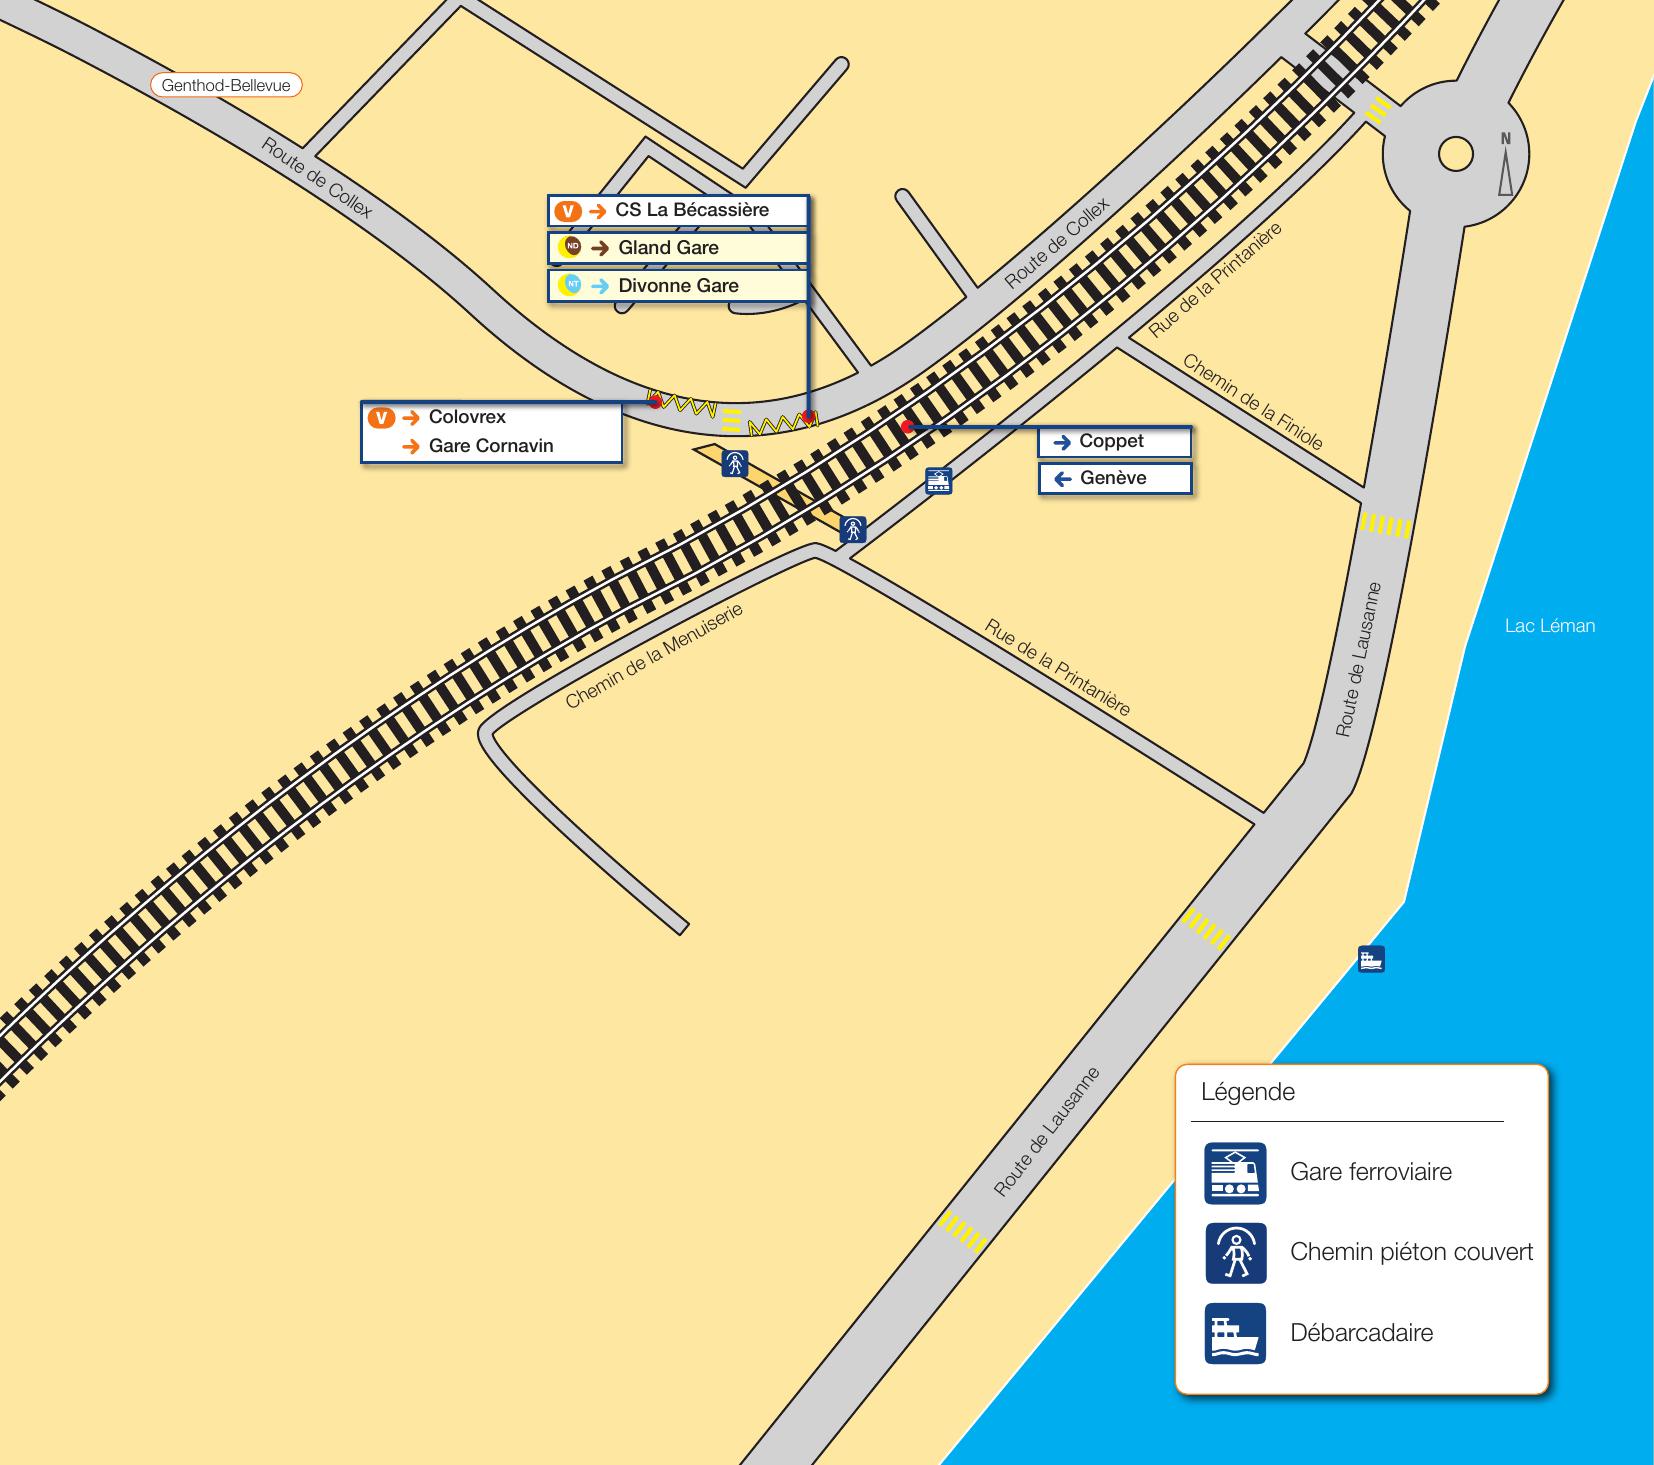 Genthod-Bellevue
Route de Collex
N
V → CS La Bécassière
ND → Gland Gare
NT → Divonne Gare
Route de Collex
Rue de la Printanière
Chemin de la Finiole
V → Colovrex
→ Gare Cornavin
→ Coppet
← Genève
Chemin de la Menuiserie
Rue de la Printanière
Route de Lausanne
Lac Léman
Route de Lausanne
Légende
Gare ferroviaire
Chemin piéton couvert
Débarcadaire